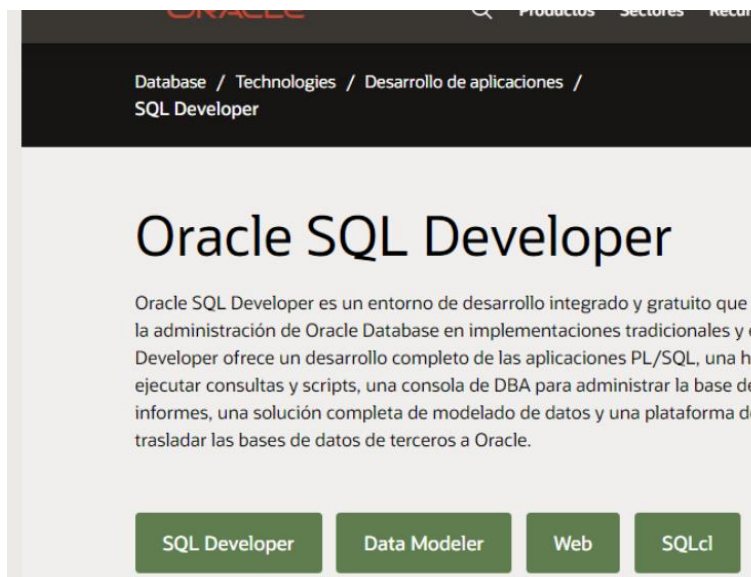 ORACLE Productos Sectores
Database / Technologies / Desarrollo de aplicaciones /
SQL Developer
Oracle SQL Developer
Oracle SQL Developer es un entorno de desarrollo integrado y gratuito que
la administración de Oracle Database en implementaciones tradicionales y
Developer ofrece un desarrollo completo de las aplicaciones PL/SQL, una
ejecutar consultas y scripts, una consola de DBA para administrar la base
informes, una solución completa de modelado de datos y una plataforma
trasladar las bases de datos de terceros a Oracle.
SQL Developer Data Modeler Web SQLcl